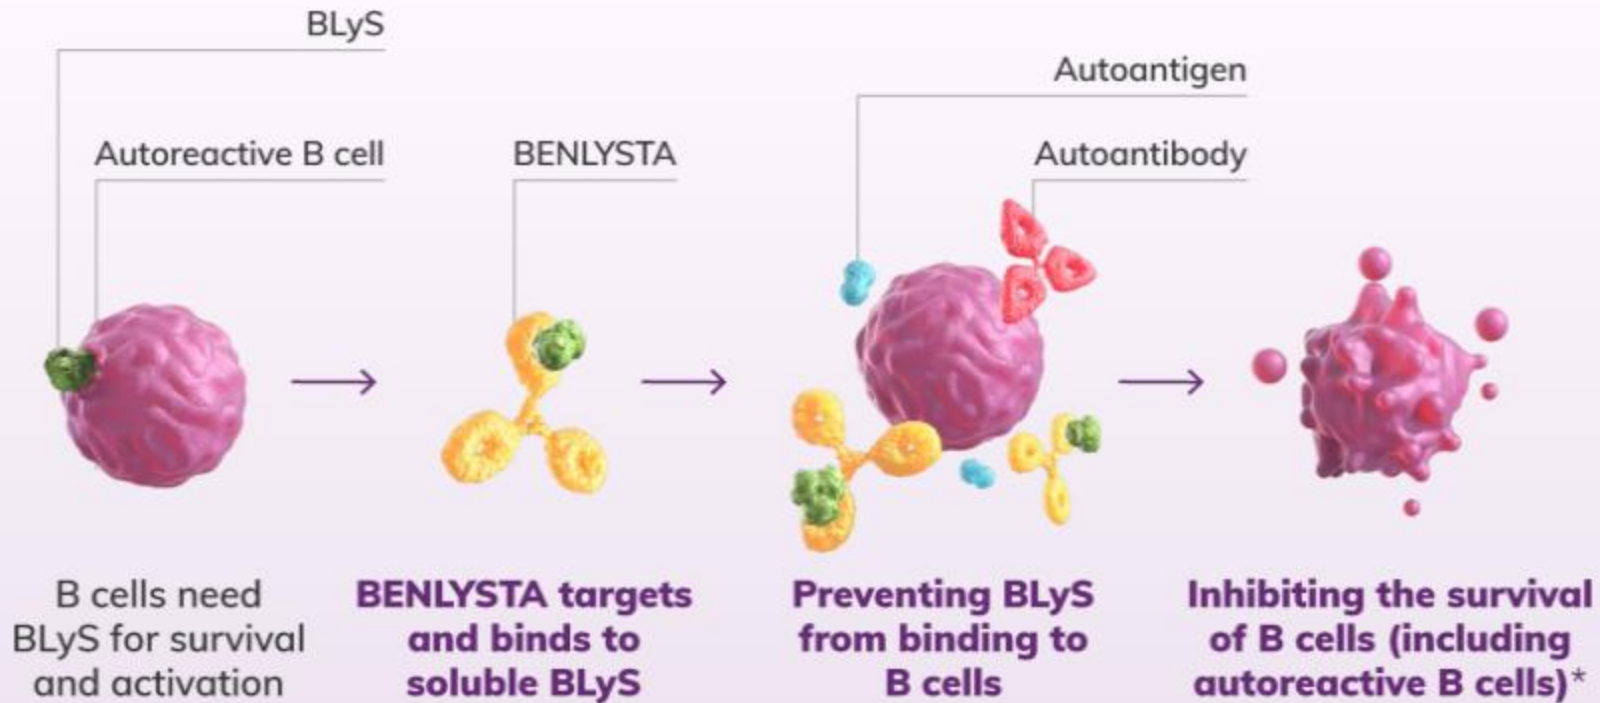 BLyS
Autoreactive B cell
BENLYSTA
Autoantigen
Autoantibody
B cells need
BLyS for survival
and activation
BENLYSTA targets
and binds to
soluble BLyS
Preventing BLyS
from binding to
B cells
Inhibiting the survival
of B cells (including
autoreactive B cells)*